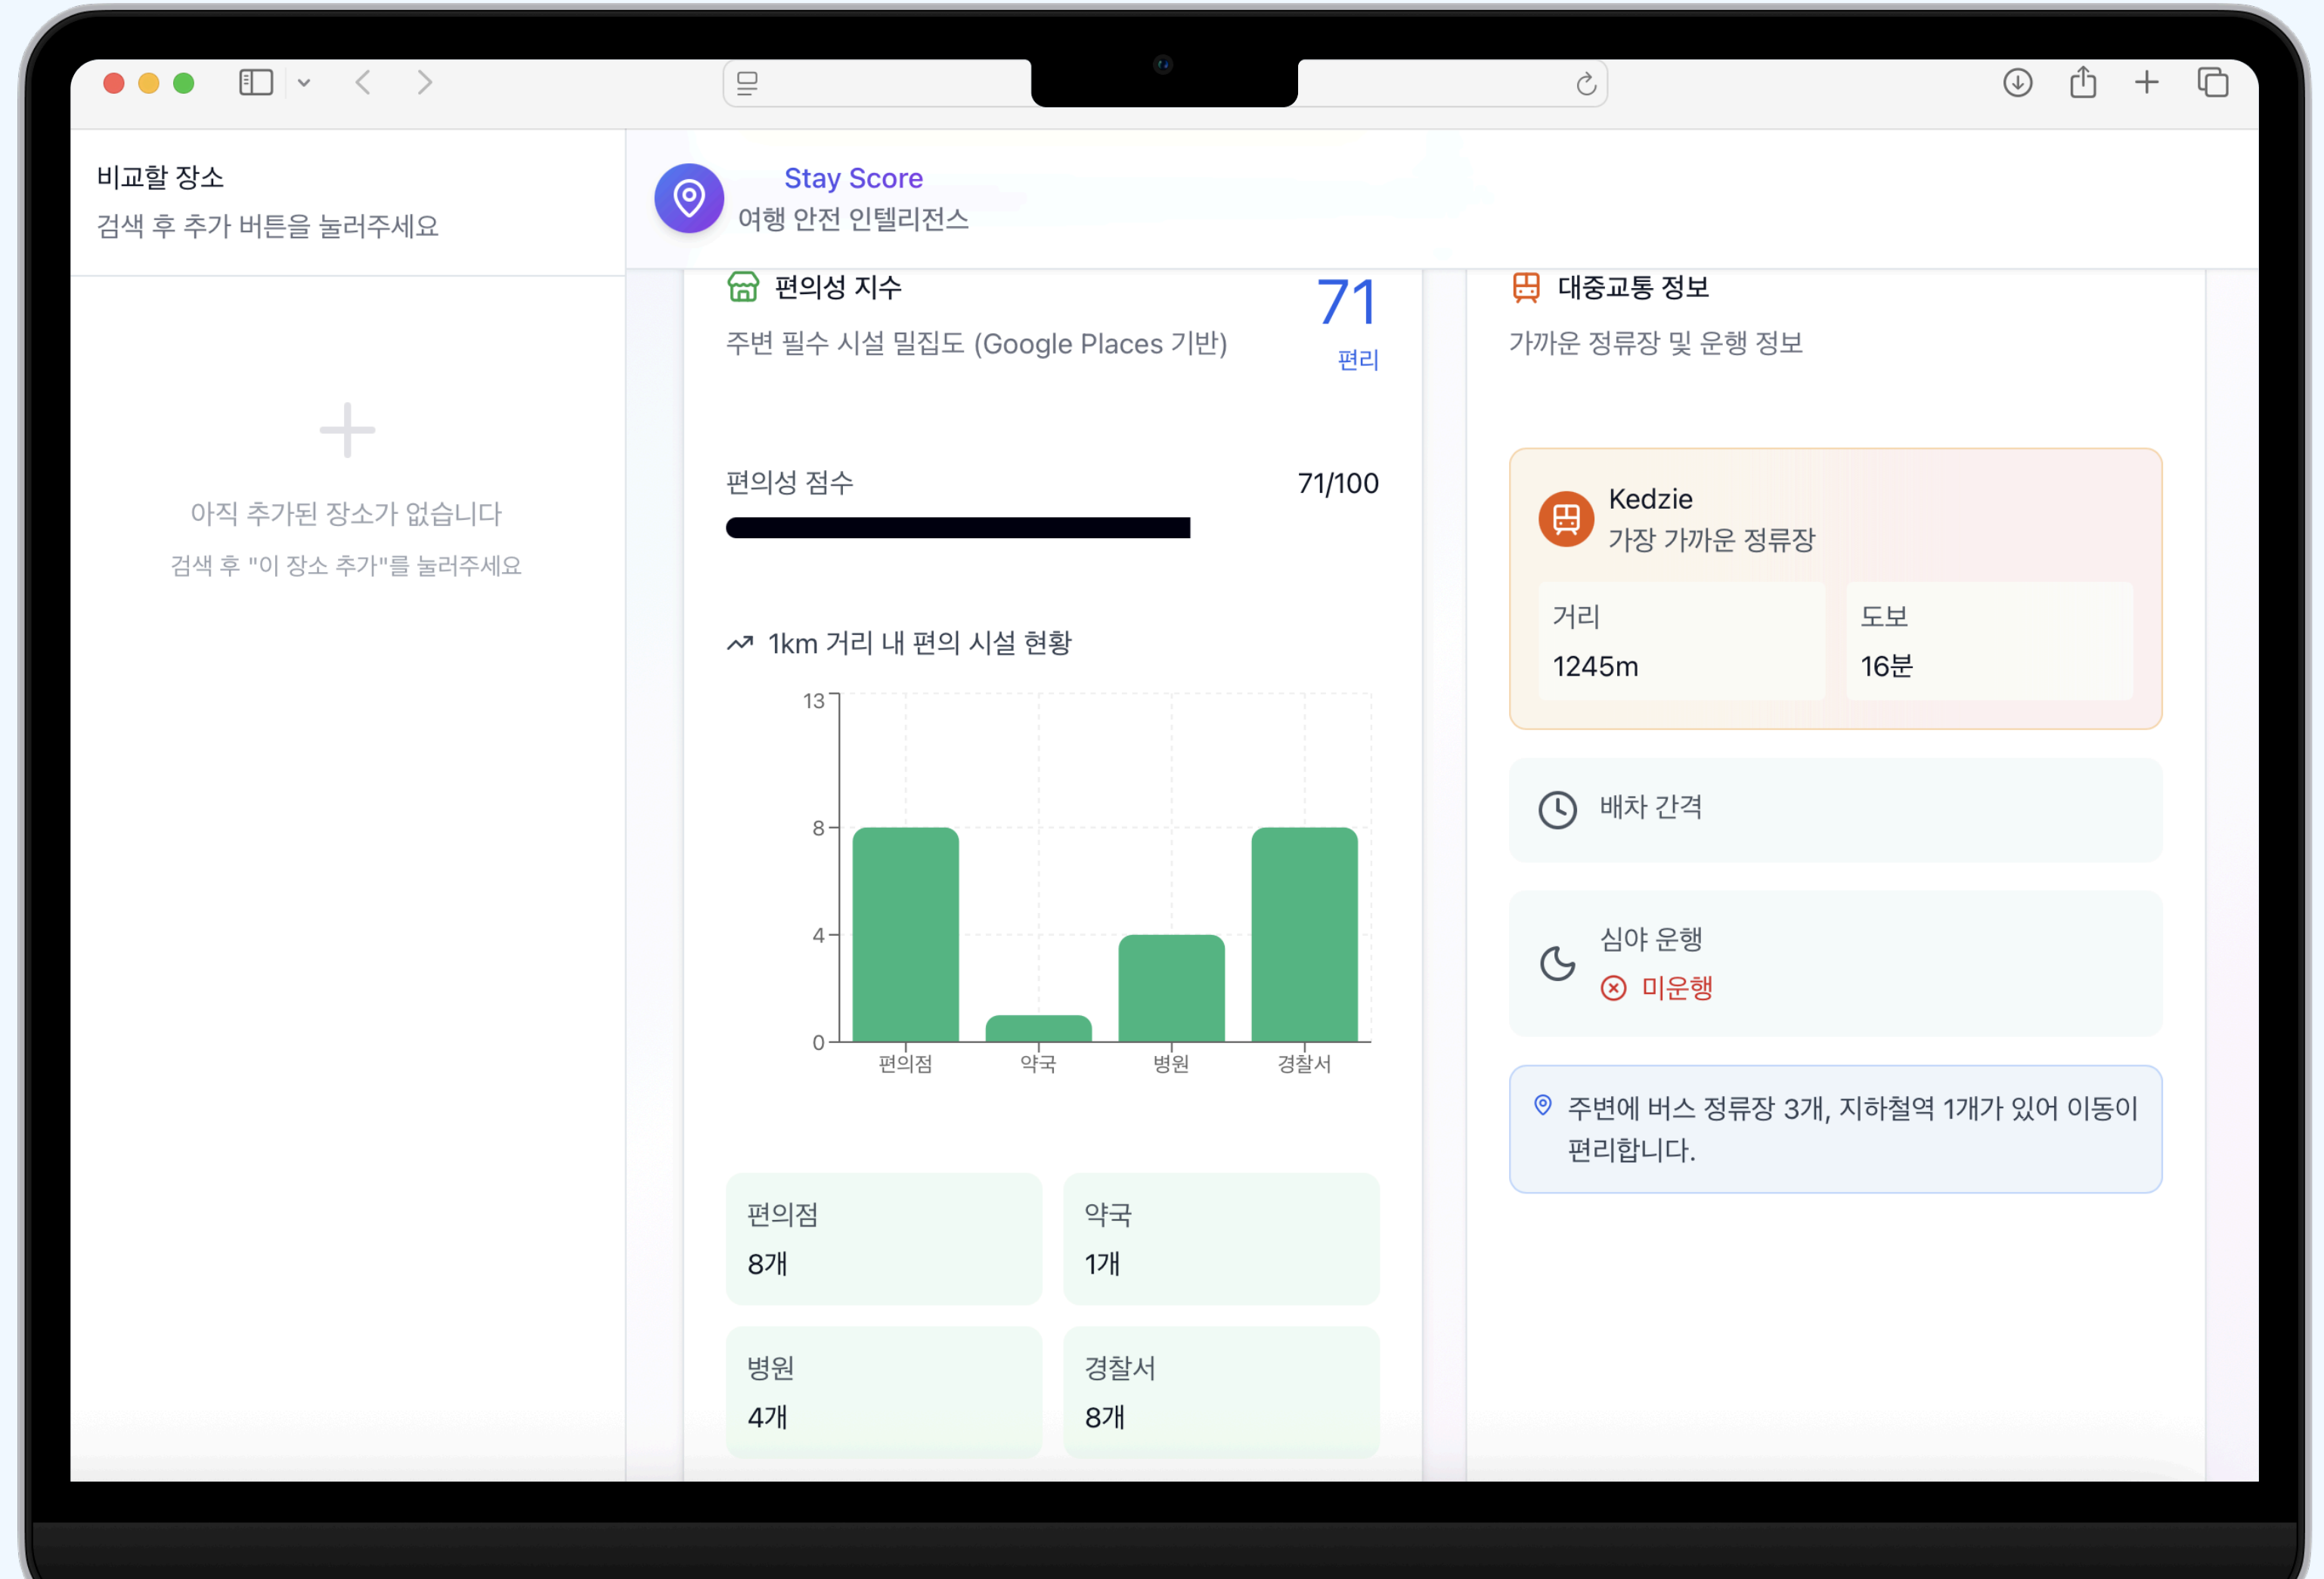 비교할 장소
검색 후 추가 버튼을 눌러주세요
아직 추가된 장소가 없습니다
검색 후 "이 장소 추가"를 눌러주세요
Stay Score
여행 안전 인텔리전스
편의성 지수
71
주변 필수 시설 밀집도 (Google Places 기반)
편리
편의성 점수
71/100
1km 거리 내 편의 시설 현황
13
8
4
0
편의점
약국
병원
경찰서
편의점
8개
약국
1개
병원
4개
경찰서
8개
대중교통 정보
가까운 정류장 및 운행 정보
Kedzie
가장 가까운 정류장
거리
1245m
도보
16분
배차 간격
심야 운행
미운행
주변에 버스 정류장 3개, 지하철역 1개가 있어 이동이
편리합니다.